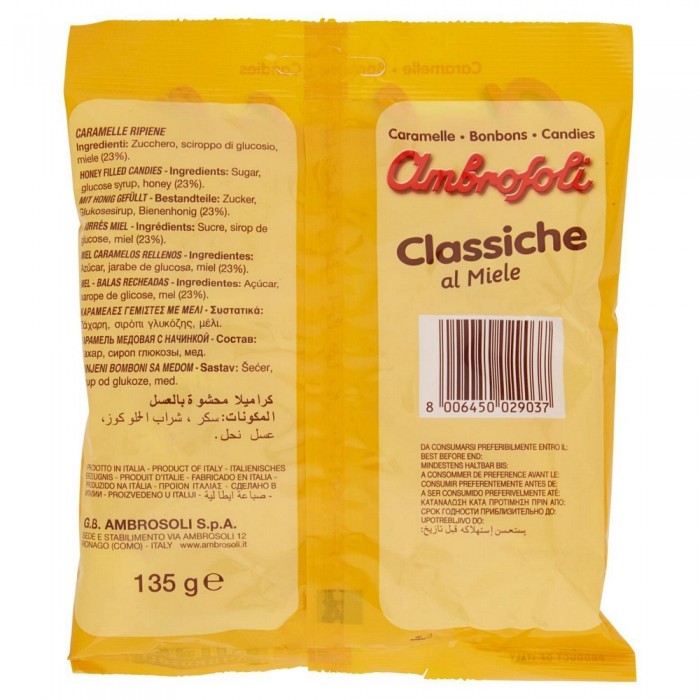 CARAMELLE RIPIENE
Ingredienti: Zucchero, sciroppo di glucosio,
miele (23%).
HONEY FILLED CANDIES - Ingredients: Sugar,
glucose syrup, honey (23%).
MIT HONIG GEFÜLLT - Bestandteile: Zucker,
Glukosesirup, Bienenhonig (23%).
MIEL - Ingrédients: Sucre, sirop de
glucose, miel (23%).
MIEL CARAMELOS RELLENOS - Ingredientes:
Azúcar, jarabe de glucosa, miel (23%).
MEL - BALAS RECHEADAS - Ingredientes: Açúcar,
xarope de glicose, mel (23%).
ΚΑΡΑΜΕΛΕΣ ΓΕΜΙΣΤΕΣ ΜΕ ΜΕΛΙ - Συστατικά:
Ζάχαρη, σιρόπι γλυκόζης, μέλι.
КАРАМЕЛЬ МЕДОВАЯ С НАЧИНКОЙ - Состав:
сахар, сироп глюкозы, мед.
PUNJENI BOMBONI SA MEDOM - Sastav: Šećer,
sirup od glukoze, med.
كراميلا محشوة بالعسل
المكونات: سكر ، شراب الجلوكوز،
عسل نحل.
PRODOTTO IN ITALIA - PRODUCT OF ITALY - ITALIENISCHES
ERZEUGNIS - PRODUIT D'ITALIE - FABRICADO EN ITALIA -
PRODUZIDO NA ITÁLIA - ΠΡΟΪΟΝ ΙΤΑΛΙΑΣ - СДЕЛАНО В
ИТАЛИИ - PROIZVEDENO U ITALIJI - صناعة ايطالية
G.B. AMBROSOLI S.p.A.
SEDE E STABILIMENTO VIA AMBROSOLI 12
RONAGO (COMO) - ITALY www.ambrosoli.it
135 g e
Caramelle • Bonbons • Candies
Ambrosoli
Classiche
al Miele
8 006450 029037
DA CONSUMARSI PREFERIBILMENTE ENTRO IL:
BEST BEFORE END:
MINDESTENS HALTBAR BIS:
A CONSOMMER DE PREFERENCE AVANT LE:
CONSUMIR PREFERENTEMENTE ANTES DE:
A SER CONSUMIDO PREFERIVELMENTE ATÉ:
ΚΑΤΑΝΑΛΩΣΗ ΚΑΤΑ ΠΡΟΤΙΜΗΣΗ ΠΡΙΝ ΑΠΟ:
СРОК ГОДНОСТИ ПРИБЛИЗИТЕЛЬНО ДО:
UPOTREBLJIVO DO:
يستحسن إستهلاكه قبل تاريخ: